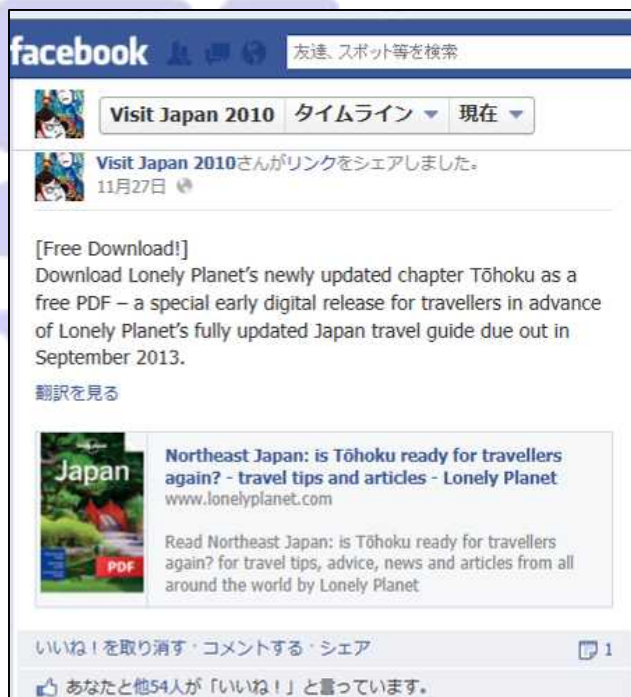 facebook
友達、スポット等を検索
Visit Japan 2010 タイムライン 現在
Visit Japan 2010さんがリンクをシェアしました。
11月27日
[Free Download!]
Download Lonely Planet's newly updated chapter Tōhoku as a
free PDF – a special early digital release for travellers in advance
of Lonely Planet's fully updated Japan travel guide due out in
September 2013.
翻訳を見る
Japan
PDF
Northeast Japan: is Tōhoku ready for travellers
again? - travel tips and articles - Lonely Planet
www.lonelyplanet.com
Read Northeast Japan: is Tōhoku ready for travellers
again? for travel tips, advice, news and articles from all
around the world by Lonely Planet
いいね！を取り消す · コメントする · シェア 1
あなたと他54人が「いいね！」と言っています。